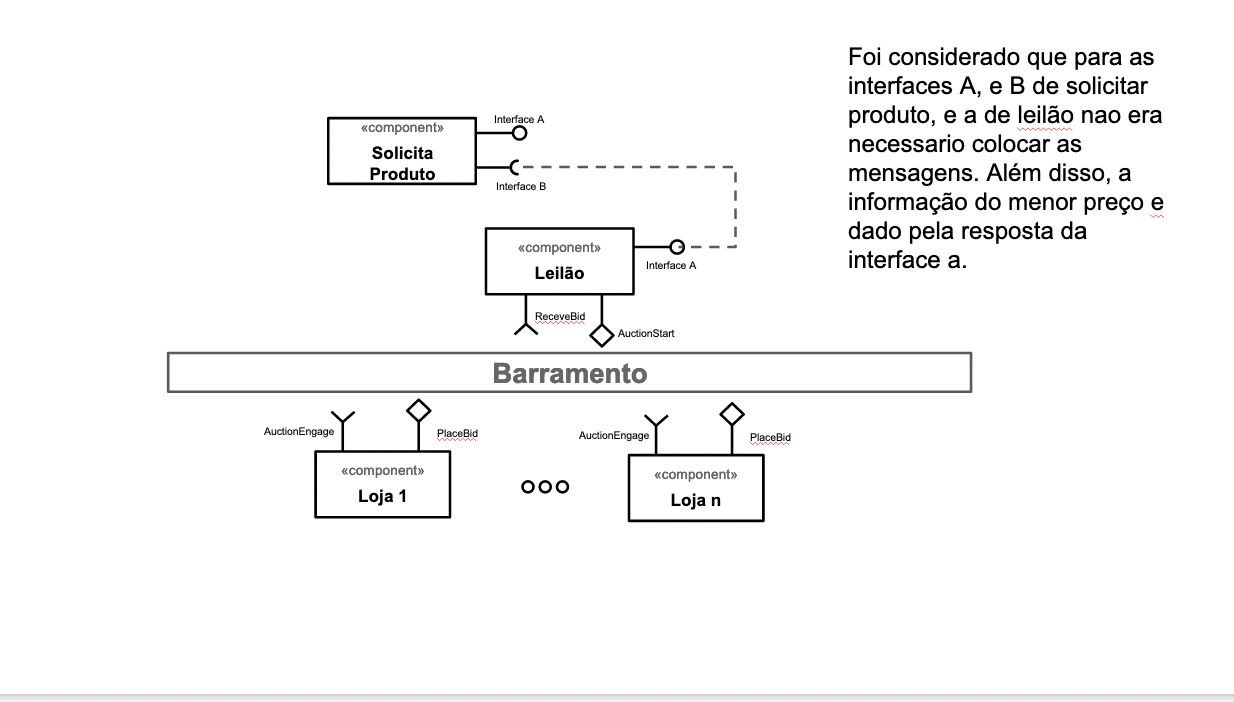 Foi considerado que para as
interfaces A, e B de solicitar
produto, e a de leilão nao era
necessario colocar as
mensagens. Além disso, a
informação do menor preço e
dado pela resposta da
interface a.
Interface A
«component»
Solicita
Produto
Interface B
«component»
Leilão
Interface A
ReceveBid
AuctionStart
Barramento
AuctionEngage
PlaceBid
AuctionEngage
PlaceBid
«component»
Loja 1
«component»
Loja n